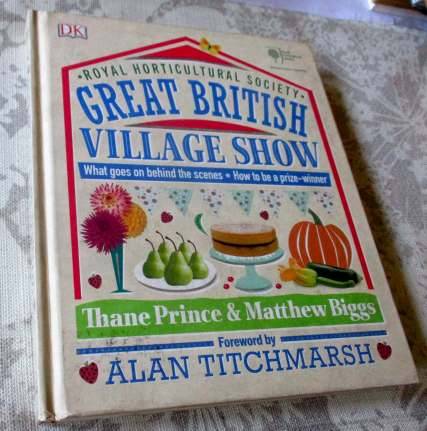 DK
• ROYAL HORTICULTURAL SOCIETY •
GREAT BRITISH
VILLAGE SHOW
What goes on behind the scenes • How to be a prize-winner
Thane Prince & Matthew Biggs
Foreword by
ALAN TITCHMARSH